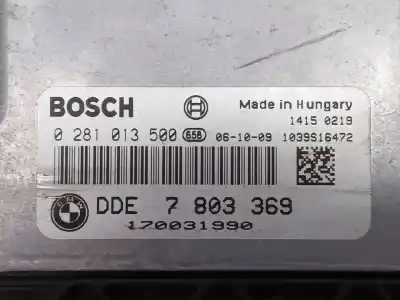 BOSCH
Made in Hungary
1415 0219
0 281 013 500 658 06-10-09 1039S16472
DDE 7 803 369
170031990